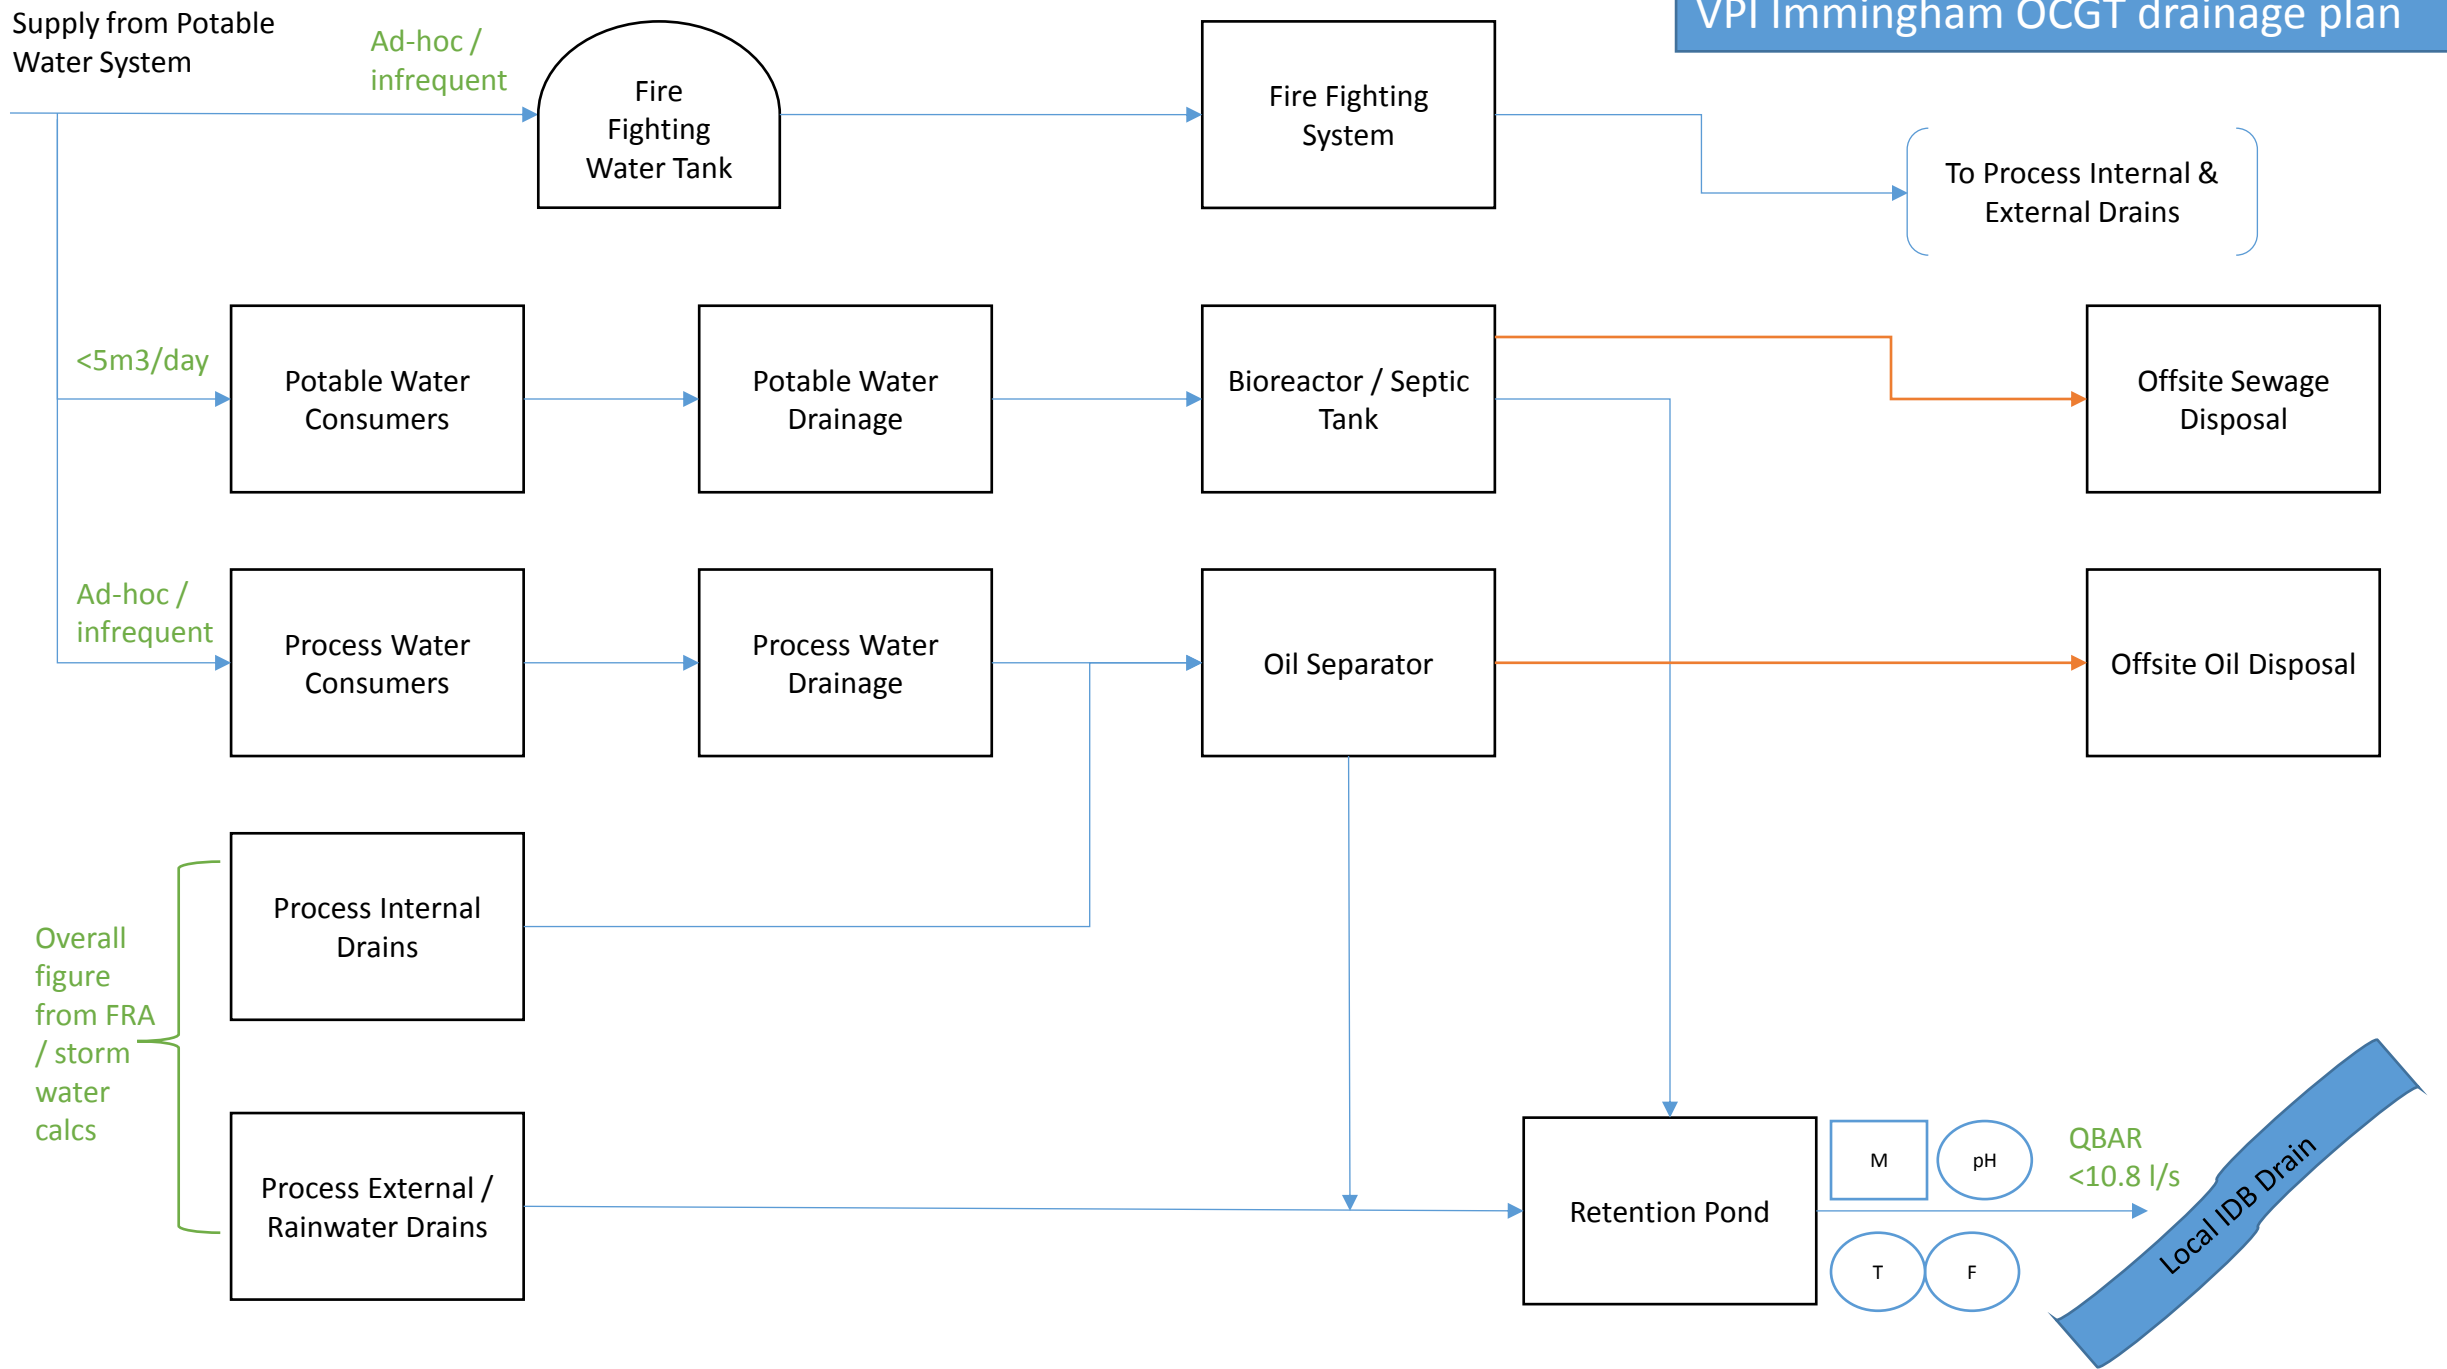 Supply from Potable
Water System
VPI Immingham OCGT drainage plan
Ad-hoc /
infrequent
Fire
Fighting
Water Tank
Fire Fighting
System
To Process Internal &
External Drains
<5m3/day
Potable Water
Consumers
Potable Water
Drainage
Bioreactor / Septic
Tank
Offsite Sewage
Disposal
Ad-hoc /
infrequent
Process Water
Consumers
Process Water
Drainage
Oil Separator
Offsite Oil Disposal
Process Internal
Drains
Overall
figure
from FRA
/ storm
water
calcs
Process External /
Rainwater Drains
Retention Pond
M
pH
T
F
QBAR
<10.8 l/s
Local IDB Drain